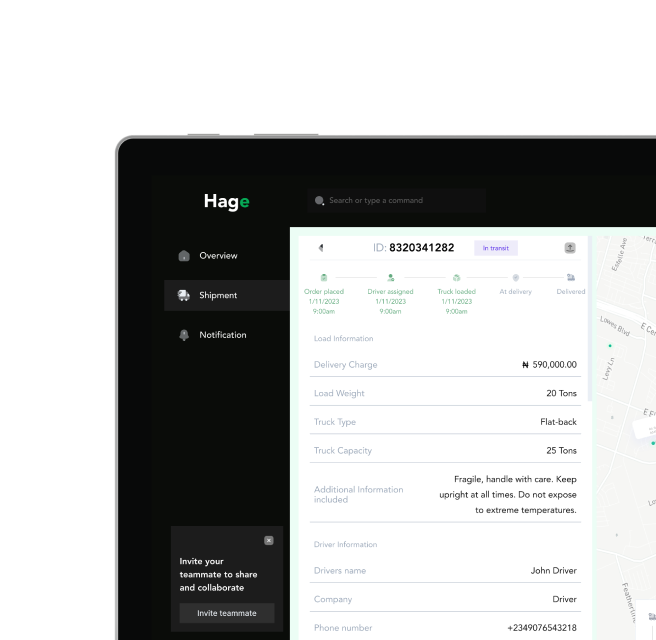 Hage
Search or type a command
Overview
Shipment
Notification
Invite your
teammate to share
and collaborate
Invite teammate
ID: 8320341282
In transit
Order placed
1/11/2023
9:00am
Driver assigned
1/11/2023
9:00am
Truck loaded
1/11/2023
9:00am
At delivery
Delivered
Load Information
Delivery Charge
₦ 590,000.00
Load Weight
20 Tons
Truck Type
Flat-back
Truck Capacity
25 Tons
Additional Information
included
Fragile, handle with care. Keep
upright at all times. Do not expose
to extreme temperatures.
Driver Information
Drivers name
John Driver
Company
Driver
Phone number
+2349076543218
Estelle Ave
Lowes Blvd
E Cer
Levy Ln